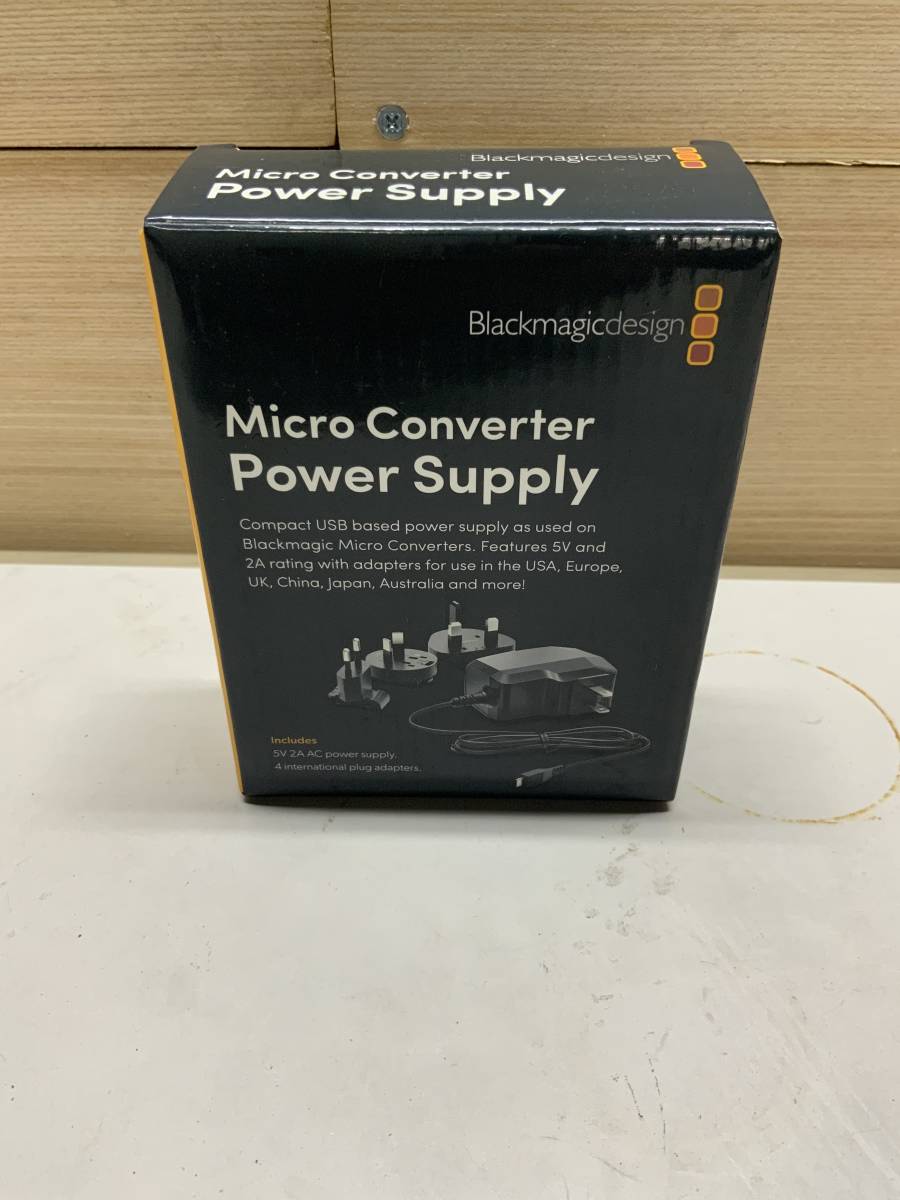 Blackmagicdesign
Micro Converter
Power Supply
Blackmagicdesign
Micro Converter
Power Supply
Compact USB based power supply as used on
Blackmagic Micro Converters. Features 5V and
2A rating with adapters for use in the USA, Europe,
UK, China, Japan, Australia and more!
Includes
5V 2A AC power supply.
4 international plug adapters.